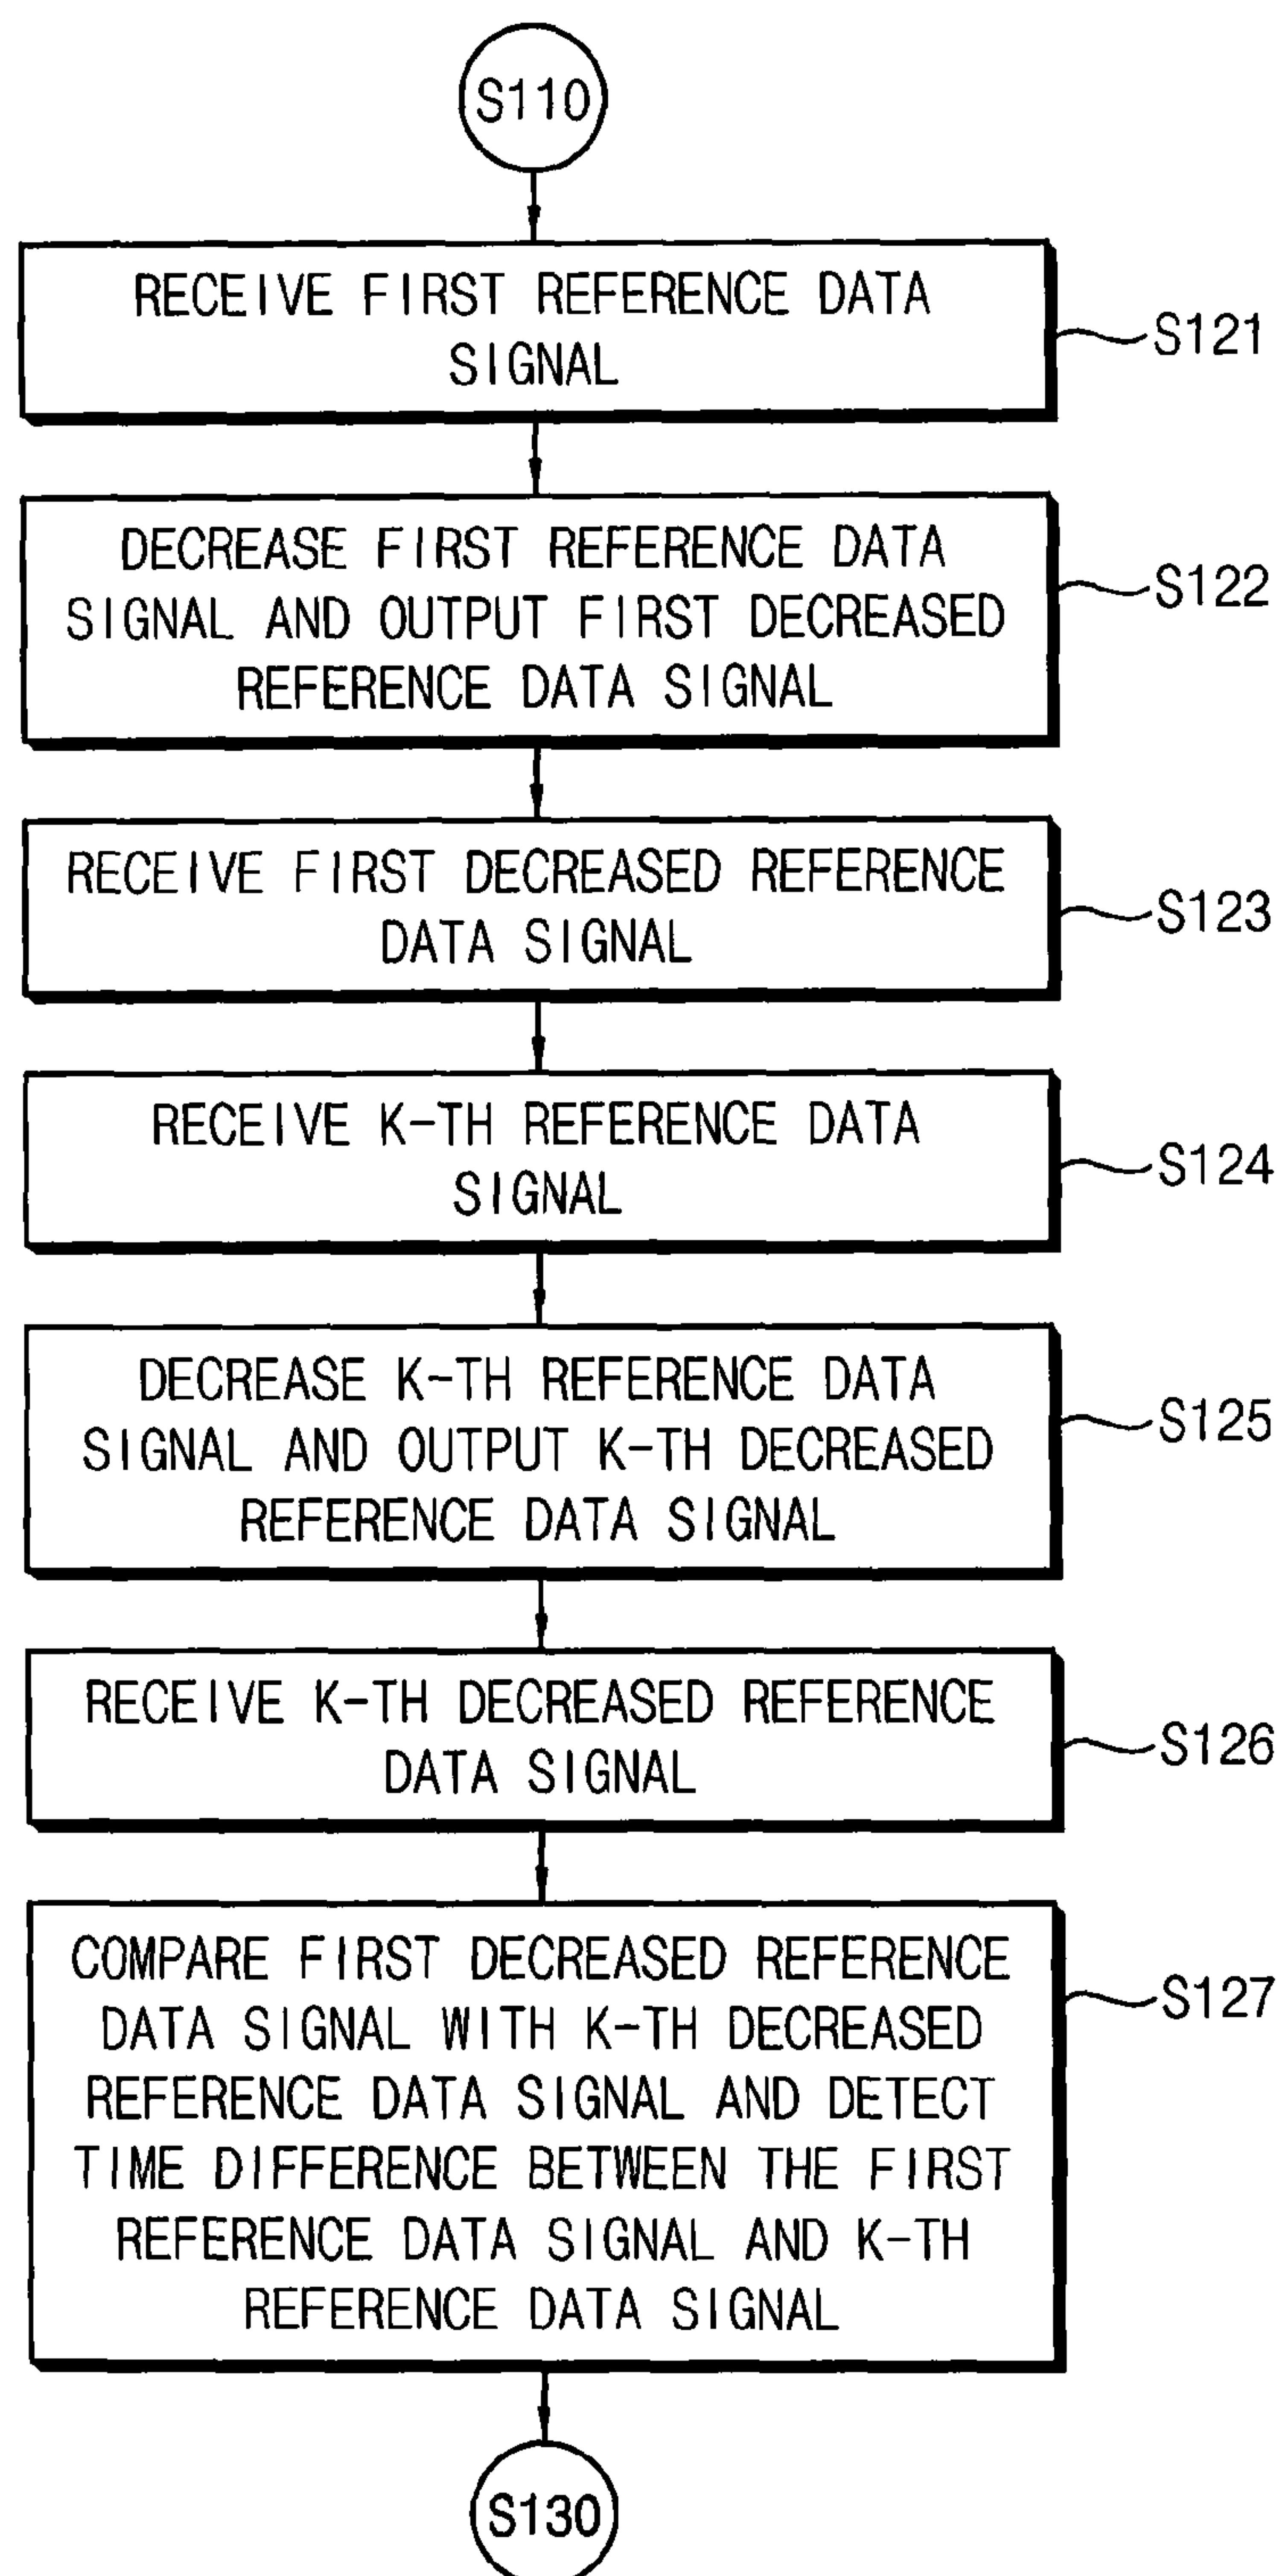 S110
RECEIVE FIRST REFERENCE DATA
SIGNAL
S121
DECREASE FIRST REFERENCE DATA
SIGNAL AND OUTPUT FIRST DECREASED
REFERENCE DATA SIGNAL
S122
RECEIVE FIRST DECREASED REFERENCE
DATA SIGNAL
S123
RECEIVE K-TH REFERENCE DATA
SIGNAL
S124
DECREASE K-TH REFERENCE DATA
SIGNAL AND OUTPUT K-TH DECREASED
REFERENCE DATA SIGNAL
S125
RECEIVE K-TH DECREASED REFERENCE
DATA SIGNAL
S126
COMPARE FIRST DECREASED REFERENCE
DATA SIGNAL WITH K-TH DECREASED
REFERENCE DATA SIGNAL AND DETECT
TIME DIFFERENCE BETWEEN THE FIRST
REFERENCE DATA SIGNAL AND K-TH
REFERENCE DATA SIGNAL
S127
S130